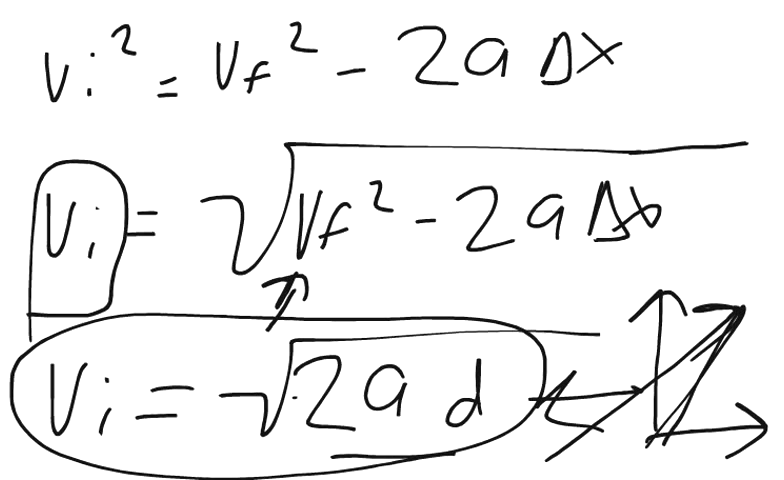 Vi² = Vf² - 2aΔx
Vi = √Vf² - 2aΔx
Vi = √2ad